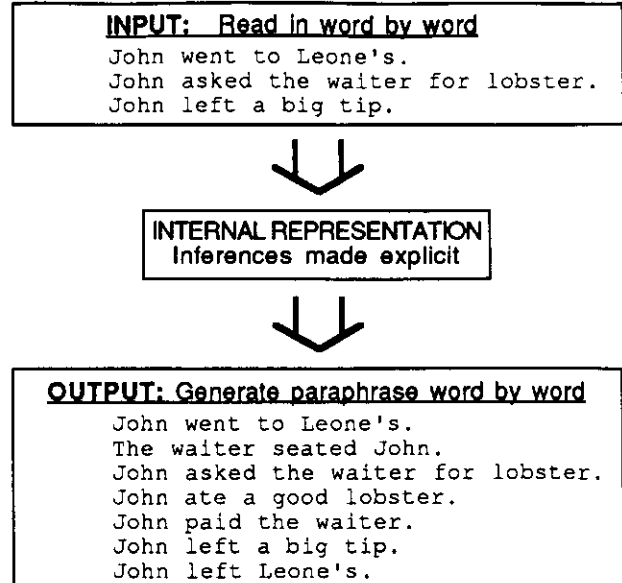 INPUT: Read in word by word
John went to Leone's.
John asked the waiter for lobster.
John left a big tip.
INTERNAL REPRESENTATION
Inferences made explicit
OUTPUT: Generate paraphrase word by word
John went to Leone's.
The waiter seated John.
John asked the waiter for lobster.
John ate a good lobster.
John paid the waiter.
John left a big tip.
John left Leone's.